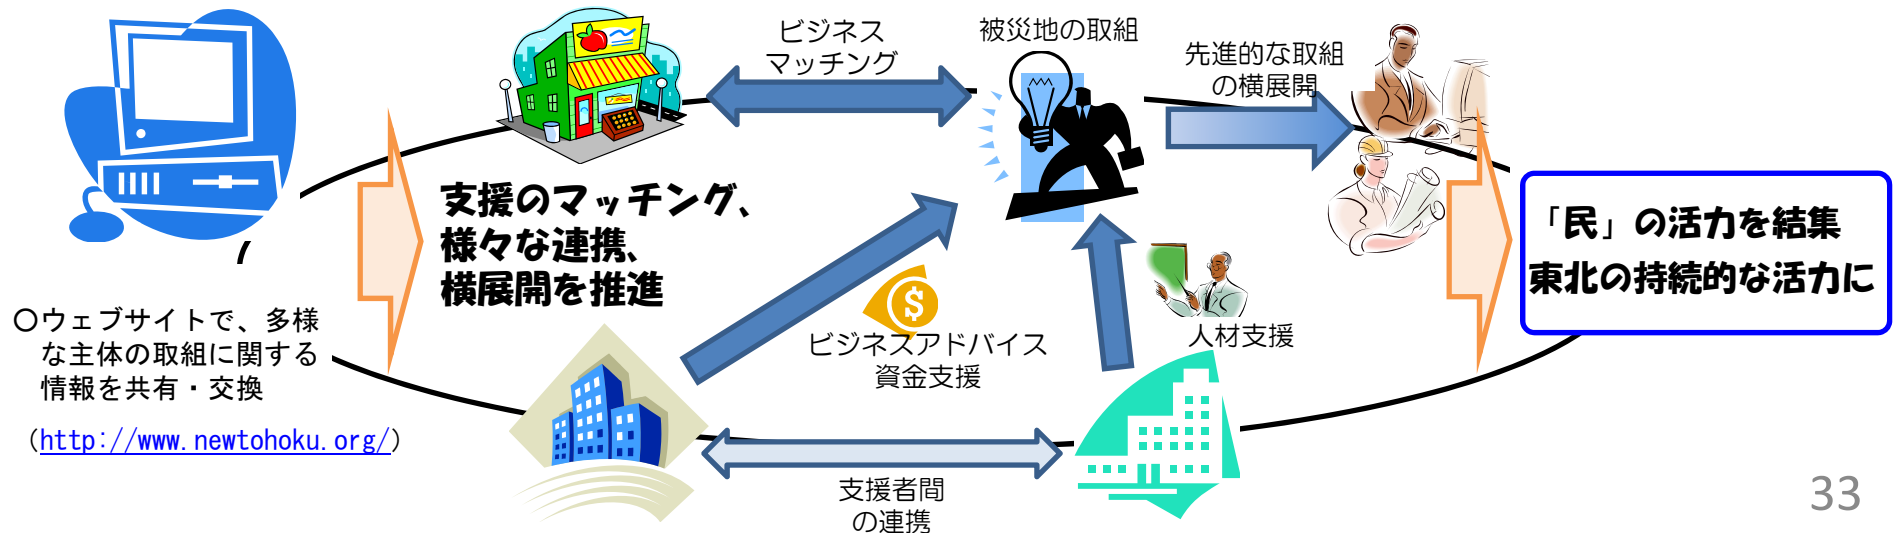 ビジネス
マッチング
被災地の取組
先進的な取組
の横展開
支援のマッチング、
様々な連携、
横展開を推進
「民」の活力を結集
東北の持続的な活力に
〇ウェブサイトで、多様
な主体の取組に関する
情報を共有・交換
(http://www.newtohoku.org/)
$
ビジネスアドバイス
資金支援
人材支援
支援者間
の連携
33